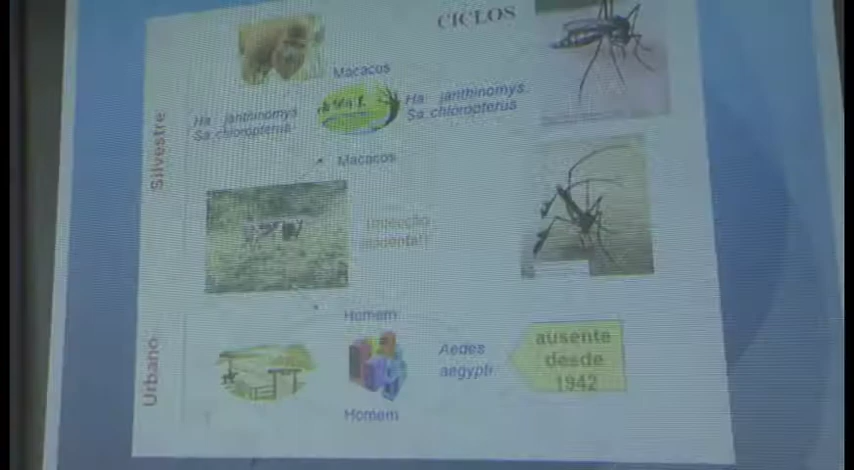 CICLOS
Macacos
Ha janthinomys
Sa chloropterus
Ha janthinomys
Sa chloropterus
Silvestre
Macacos
Homem
Urbano
Aedes
aegypti
ausente
desde
1942
Homem